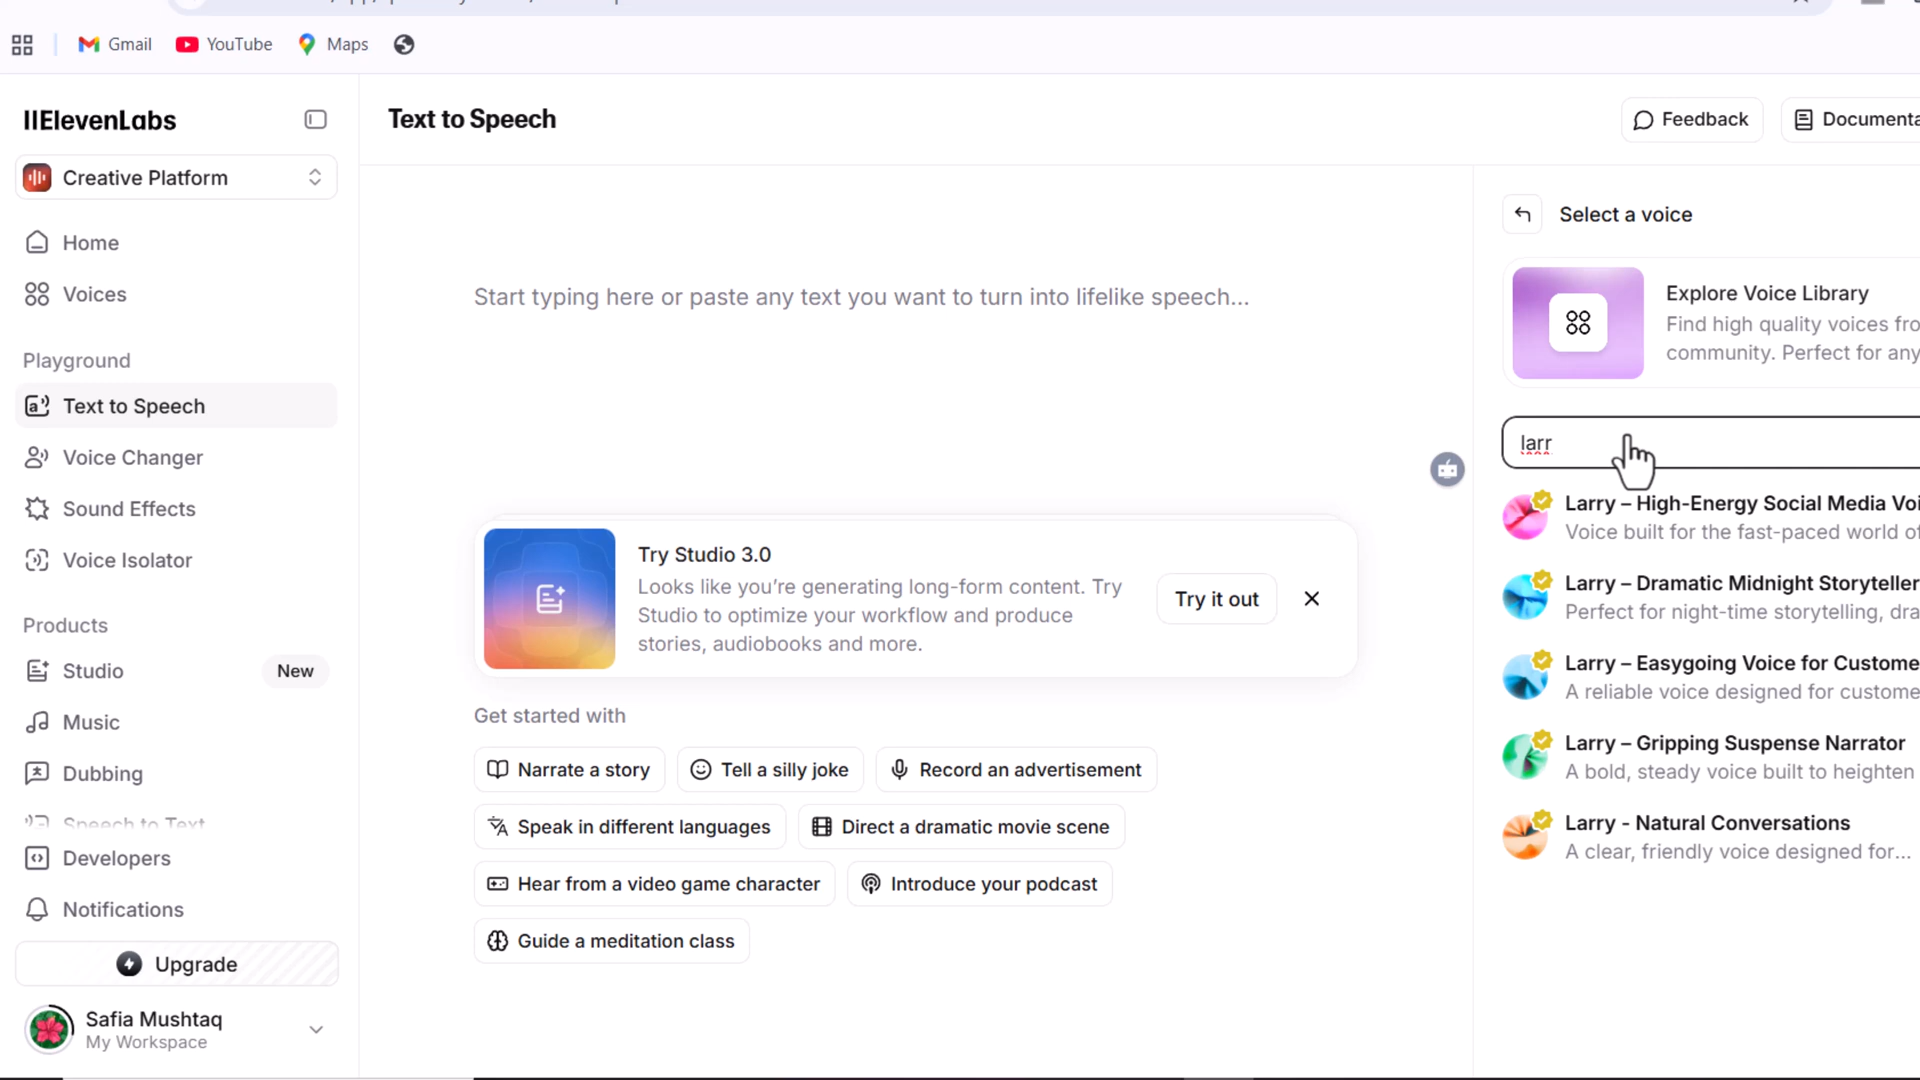 Gmail
YouTube
Maps
IIElevenLabs
Creative Platform
Home
Voices
Playground
Text to Speech
Voice Changer
Sound Effects
Voice Isolator
Products
Studio New
Music
Dubbing
Speech to Text
Developers
Notifications
Upgrade
Safia Mushtaq
My Workspace
Text to Speech
Feedback
Documenta
Start typing here or paste any text you want to turn into lifelike speech...
Try Studio 3.0
Looks like you're generating long-form content. Try
Studio to optimize your workflow and produce
stories, audiobooks and more.
Try it out
Get started with
Narrate a story
Tell a silly joke
Record an advertisement
Speak in different languages
Direct a dramatic movie scene
Hear from a video game character
Introduce your podcast
Guide a meditation class
Select a voice
Explore Voice Library
Find high quality voices fro
community. Perfect for any
larr
Larry – High-Energy Social Media Voi
Voice built for the fast-paced world of
Larry – Dramatic Midnight Storyteller
Perfect for night-time storytelling, dra
Larry – Easygoing Voice for Custome
A reliable voice designed for custome
Larry – Gripping Suspense Narrator
A bold, steady voice built to heighten
Larry - Natural Conversations
A clear, friendly voice designed for...